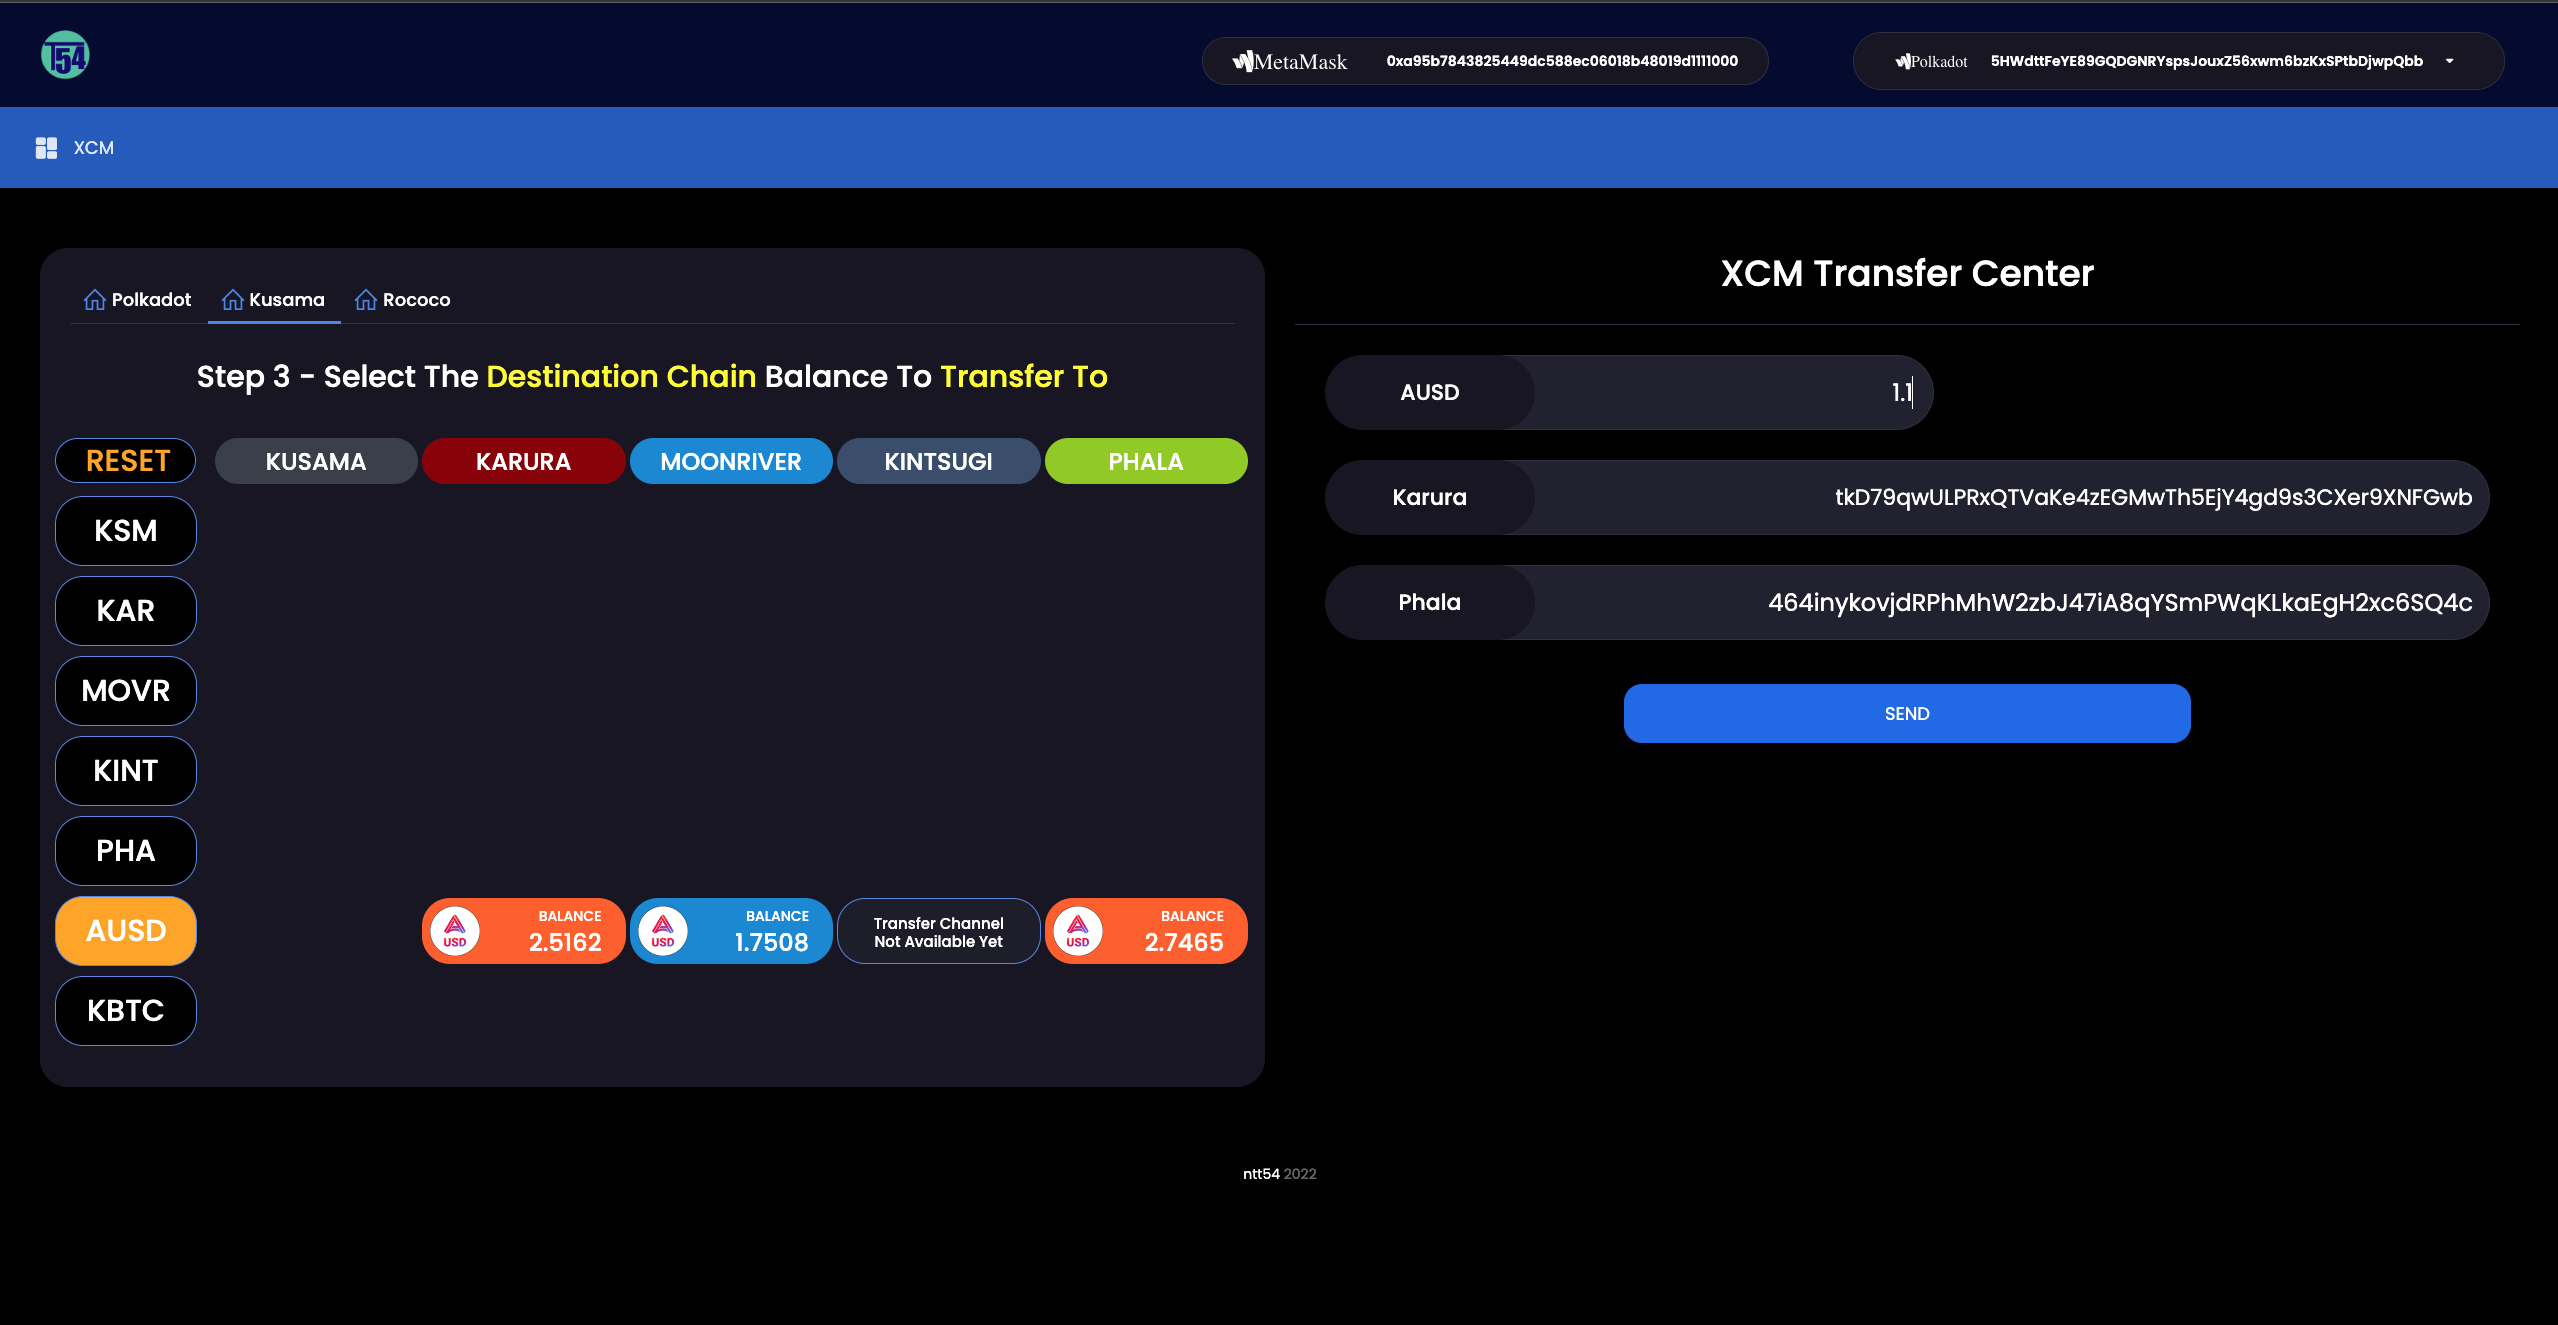 T54
MetaMask 0xa95b7843825449dc588ec06018b48019d1111000
Polkadot 5HWdttFeYE89GQDGNRYspsJouxZ56xwm6bzKxSPtbDjwpQbb
XCM
Polkadot Kusama Rococo
Step 3 - Select The Destination Chain Balance To Transfer To
RESET KUSAMA KARURA MOONRIVER KINTSUGI PHALA
KSM
KAR
MOVR
KINT
PHA
AUSD
USD BALANCE 2.5162
USD BALANCE 1.7508
Transfer Channel
Not Available Yet
USD BALANCE 2.7465
KBTC
XCM Transfer Center
AUSD 1.1
Karura tkD79qwULPRxQTVaKe4zEGMwTh5EjY4gd9s3CXer9XNFGwb
Phala 464inykovjdRPhMhW2zbJ47iA8qYSmPWqKLkaEgH2xc6SQ4c
SEND
ntt54 2022